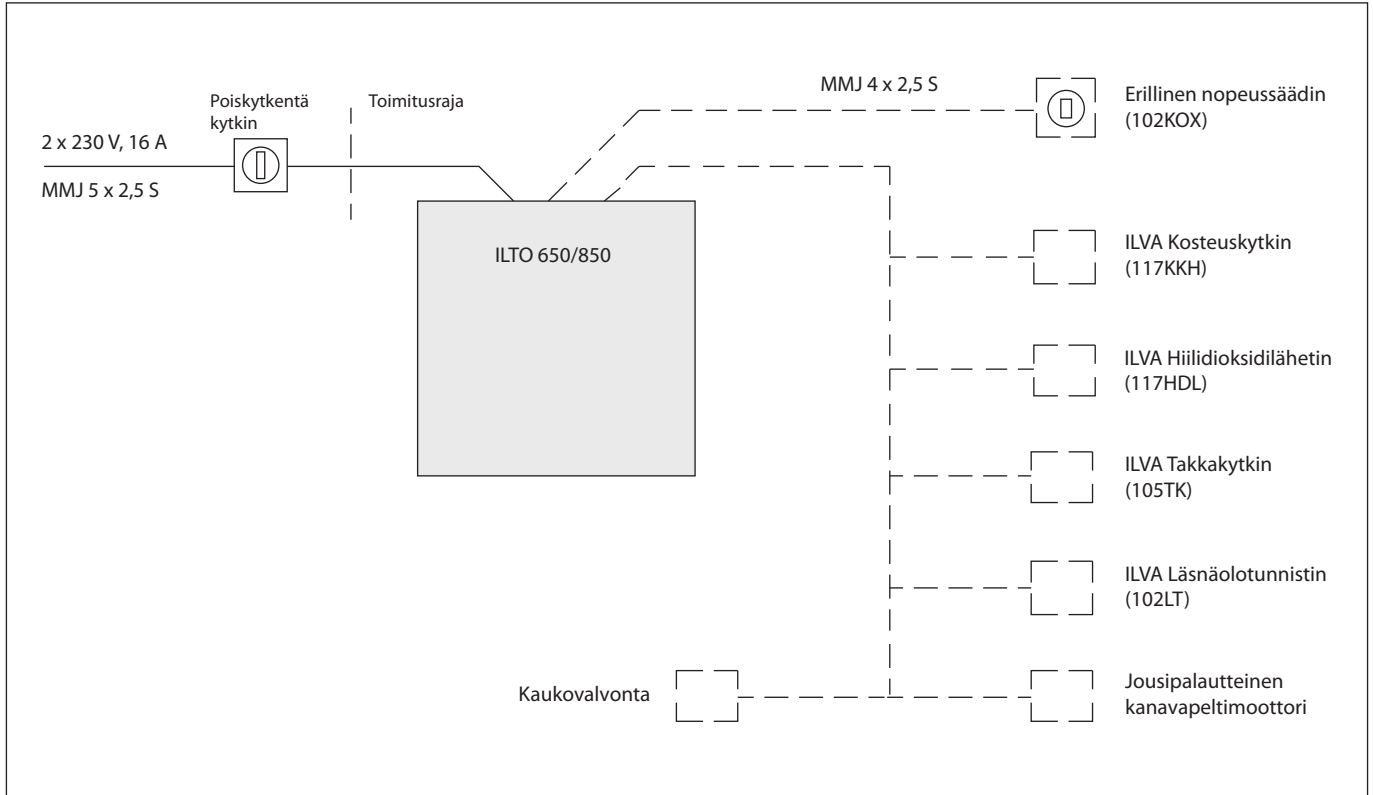 MMJ 4 x 2,5 S
Erillinen nopeussäädin
(102KOX)
Poiskytkentä
kytkin
Toimitusraja
2 x 230 V, 16 A
MMJ 5 x 2,5 S
ILTO 650/850
ILVA Kosteuskytkin
(117KKH)
ILVA Hiilidioksidilähetin
(117HDL)
ILVA Takkakytkin
(105TK)
ILVA Läsnäolotunnistin
(102LT)
Kaukovalvonta
Jousipalautteinen
kanavapeltimoottori